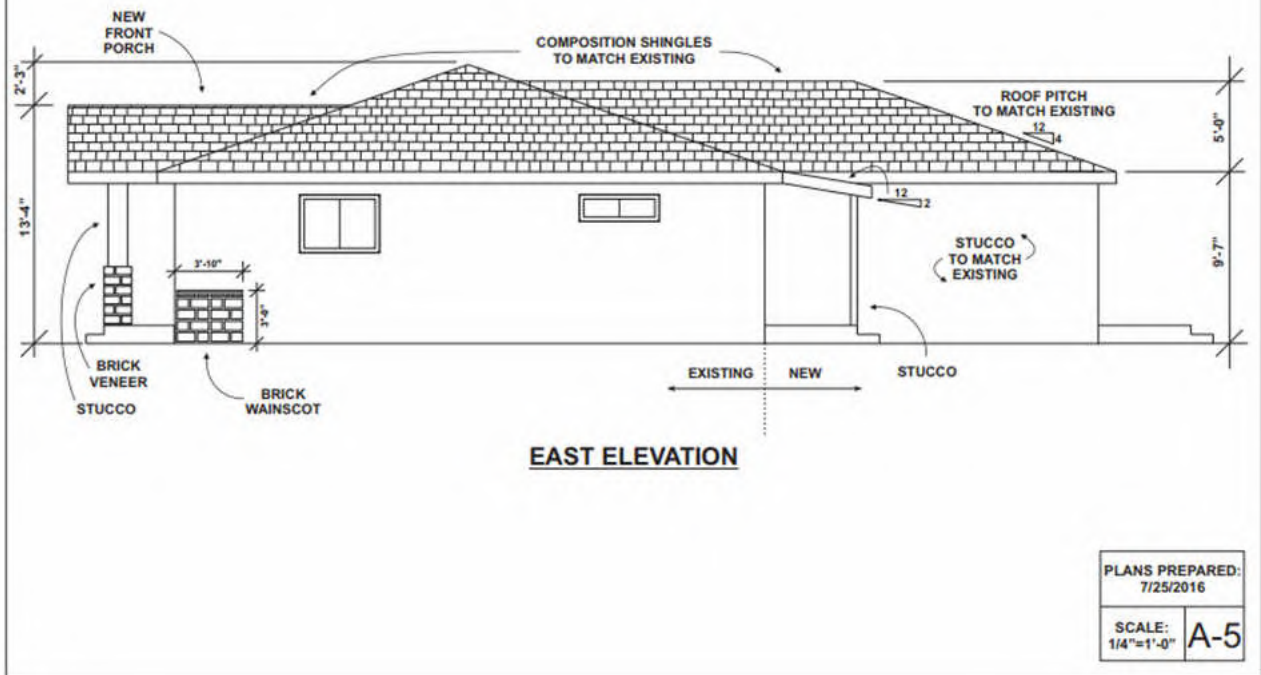 NEW
FRONT
PORCH
COMPOSITION SHINGLES
TO MATCH EXISTING
2'-3"
ROOF PITCH
TO MATCH EXISTING
12
4
5'-0"
13'-4"
12
2
STUCCO
TO MATCH
EXISTING
9'-7"
3'-10"
BRICK
VENEER
STUCCO
BRICK
WAINSCOT
EXISTING
NEW
STUCCO
EAST ELEVATION
PLANS PREPARED:
7/25/2016
SCALE:
1/4"=1'-0"
A-5